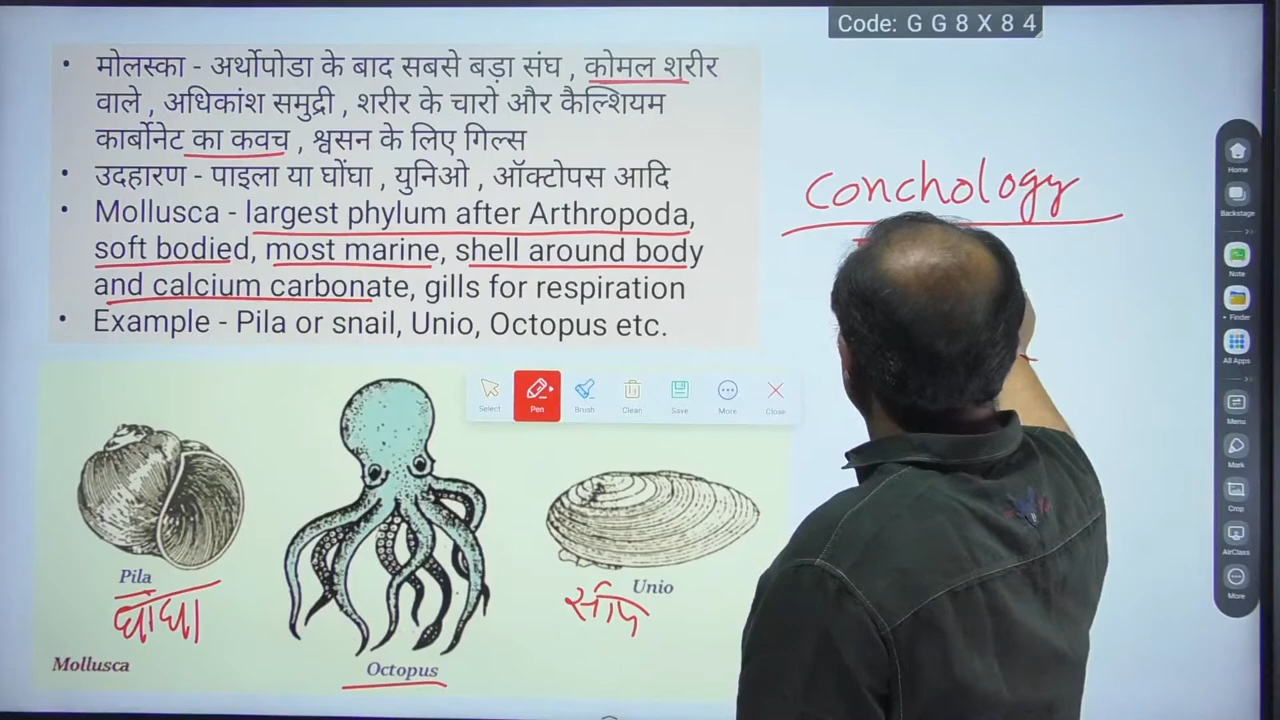 Code: G G 8 X 8 4
• मोलस्का - अर्थोपोडा के बाद सबसे बड़ा संघ , कोमल शरीर
वाले , अधिकांश समुद्री , शरीर के चारो और कैल्शियम
कार्बोनेट का कवच , श्वसन के लिए गिल्स
• उदहारण - पाइला या घोंघा , युनिओ , ऑक्टोपस आदि
• Mollusca - largest phylum after Arthropoda,
soft bodied, most marine, shell around body
and calcium carbonate, gills for respiration
• Example - Pila or snail, Unio, Octopus etc.
conchology
Select Pen Brush Clean Save More Close
Pila
घोंघा
Octopus
Unio
सीप
Mollusca
Home
Backstage
Note
Finder
All Apps
Menu
Mark
Crop
AirClass
More